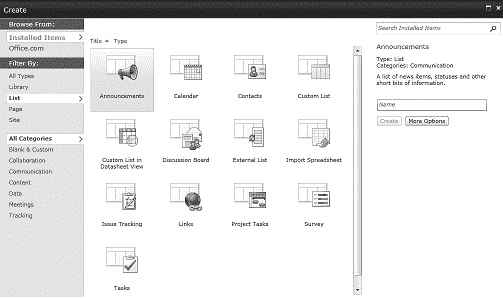 Create
Browse From:
Installed Items
Office.com
Filter By:
All Types
Library
List
Page
Site
All Categories
Blank & Custom
Collaboration
Communication
Content
Data
Meetings
Tracking
Title Type
Announcements
Calendar
Contacts
Custom List
Custom List in
Datasheet View
Discussion Board
External List
Import Spreadsheet
Issue Tracking
Links
Project Tasks
Survey
Tasks
Search Installed Items
Announcements
Type: List
Categories: Communication
A list of news items, statuses and other
short bits of information.
Name
Create More Options